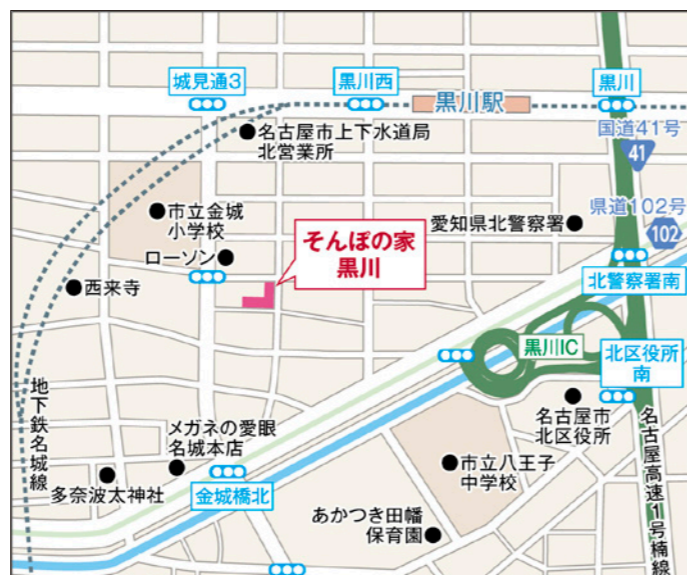 城見通3
黒川西
黒川駅
黒川
国道41号
41
名古屋市上下水道局
北営業所
県道102号
102
市立金城
小学校
愛知県北警察署
そんぽの家
黒川
ローソン
西来寺
北警察署南
黒川IC
北区役所
南
地下鉄名城線
メガネの愛眼
名城本店
名古屋市
北区役所
名古屋高速1号楠線
多奈波太神社
金城橋北
市立八王子
中学校
あかつき田幡
保育園